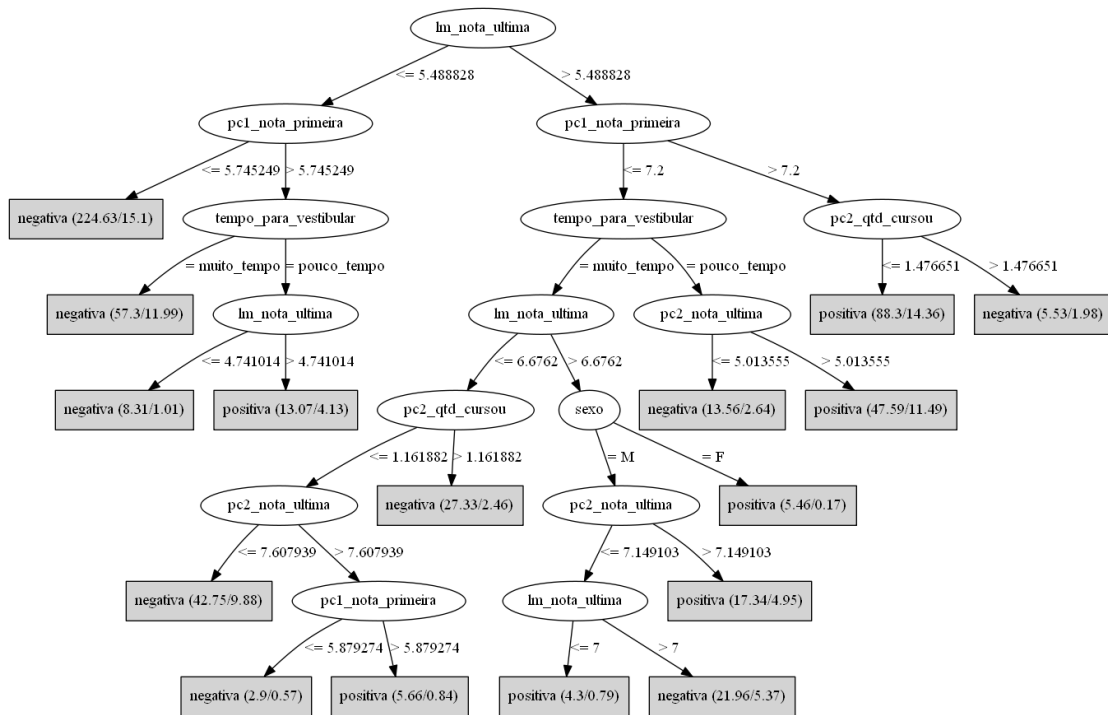 lm_nota_ultima
<= 5.488828
> 5.488828
pc1_nota_primeira
pc1_nota_primeira
<= 5.745249
> 5.745249
<= 7.2
> 7.2
negativa (224.63/15.1)
tempo_para_vestibular
tempo_para_vestibular
pc2_qtd_cursou
= muito_tempo
= pouco_tempo
= muito_tempo
= pouco_tempo
<= 1.476651
> 1.476651
negativa (57.3/11.99)
lm_nota_ultima
lm_nota_ultima
pc2_nota_ultima
positiva (88.3/14.36)
negativa (5.53/1.98)
<= 4.741014
> 4.741014
<= 6.6762
> 6.6762
<= 5.013555
> 5.013555
negativa (8.31/1.01)
positiva (13.07/4.13)
pc2_qtd_cursou
sexo
negativa (13.56/2.64)
positiva (47.59/11.49)
<= 1.161882
> 1.161882
= M
= F
pc2_nota_ultima
negativa (27.33/2.46)
pc2_nota_ultima
positiva (5.46/0.17)
<= 7.607939
> 7.607939
<= 7.149103
> 7.149103
negativa (42.75/9.88)
pc1_nota_primeira
lm_nota_ultima
positiva (17.34/4.95)
<= 5.879274
> 5.879274
<= 7
> 7
negativa (2.9/0.57)
positiva (5.66/0.84)
positiva (4.3/0.79)
negativa (21.96/5.37)